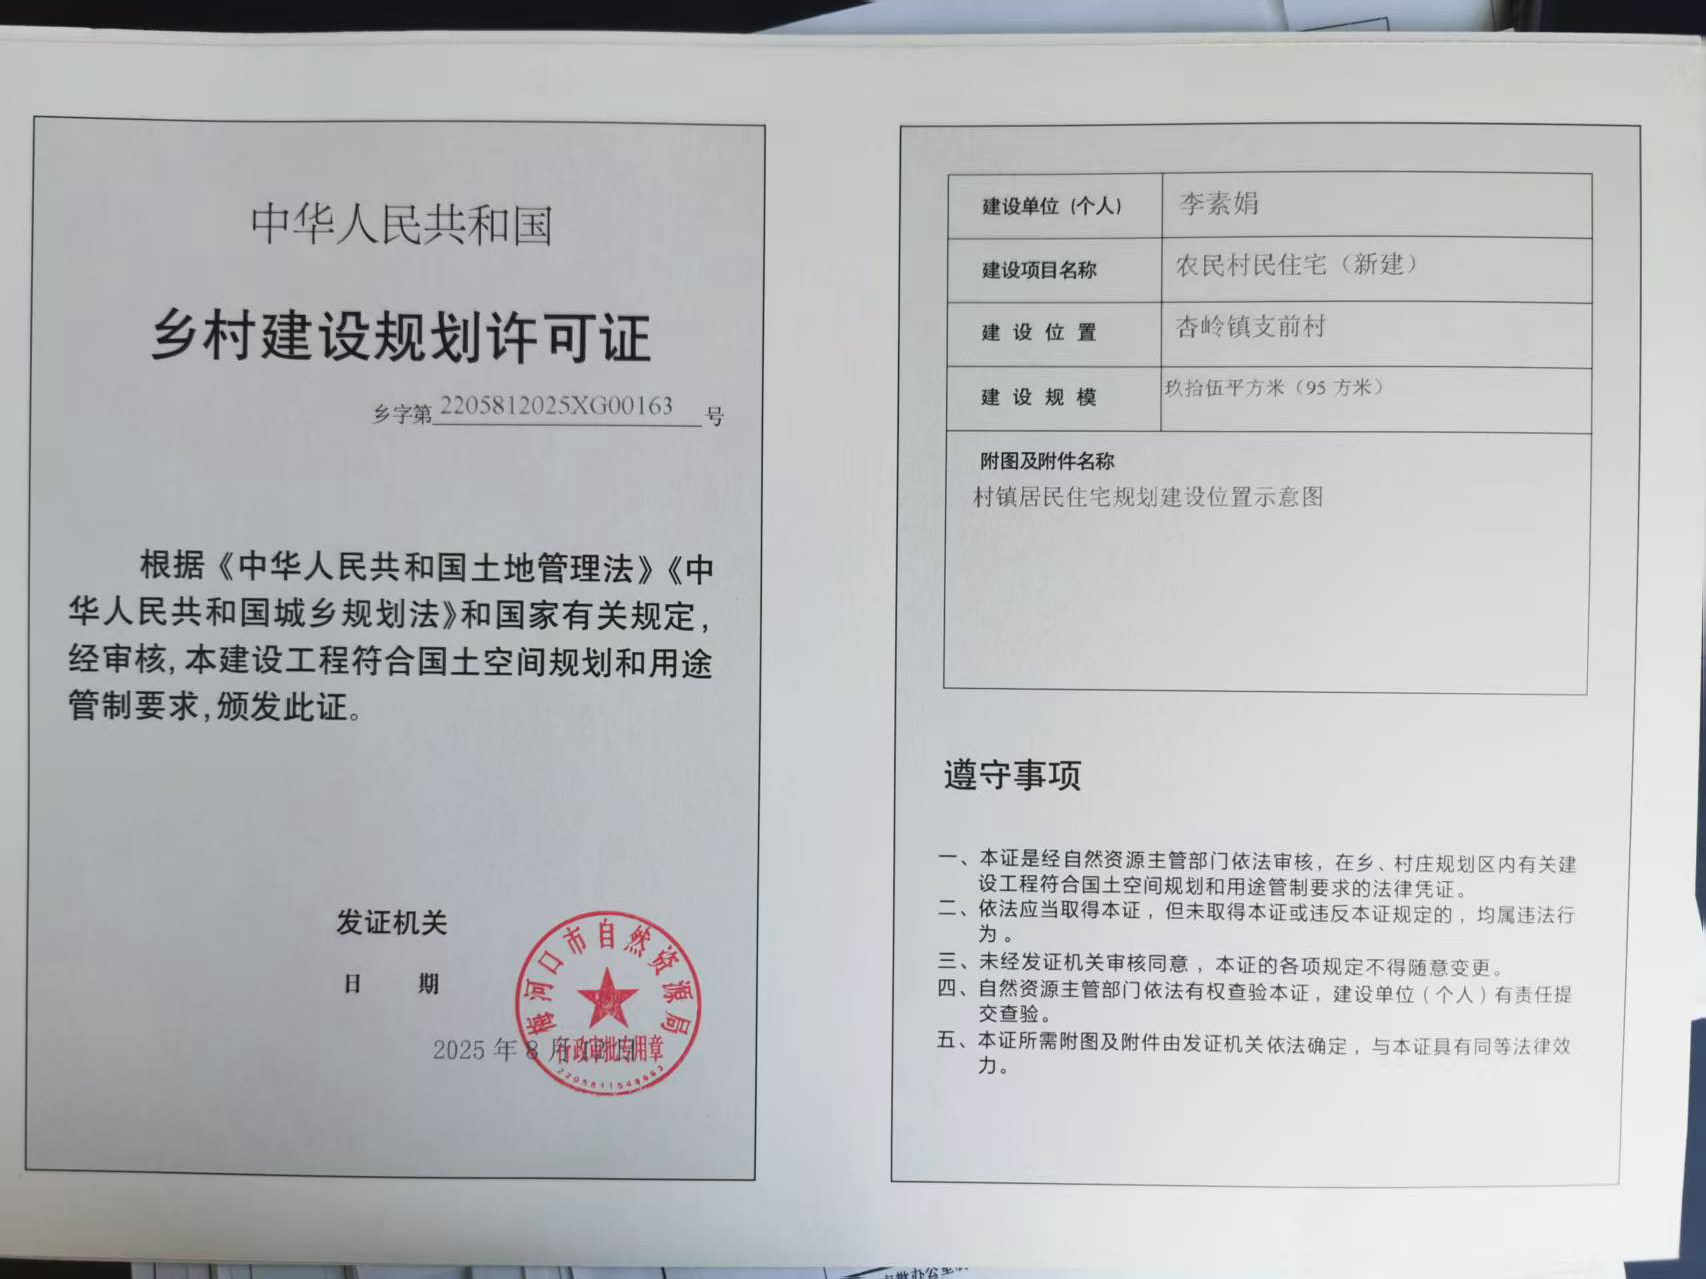 中华人民共和国
乡村建设规划许可证
乡字第 2205812025XG00163 号
根据《中华人民共和国土地管理法》《中
华人民共和国城乡规划法》和国家有关规定,
经审核,本建设工程符合国土空间规划和用途
管制要求,颁发此证。
发证机关
日 期
2025 年 8 月
梅河口市自然资源局
行政审批专用章
建设单位（个人） 李素娟
建设项目名称 农民村民住宅（新建）
建设位置 杏岭镇支前村
建设规模 玖拾伍平方米（95 方米）
附图及附件名称
村镇居民住宅规划建设位置示意图
遵守事项
一、本证是经自然资源主管部门依法审核，在乡、村庄规划区内有关建
设工程符合国土空间规划和用途管制要求的法律凭证。
二、依法应当取得本证，但未取得本证或违反本证规定的，均属违法行
为。
三、未经发证机关审核同意，本证的各项规定不得随意变更。
四、自然资源主管部门依法有权查验本证，建设单位（个人）有责任提
交查验。
五、本证所需附图及附件由发证机关依法确定，与本证具有同等法律效
力。